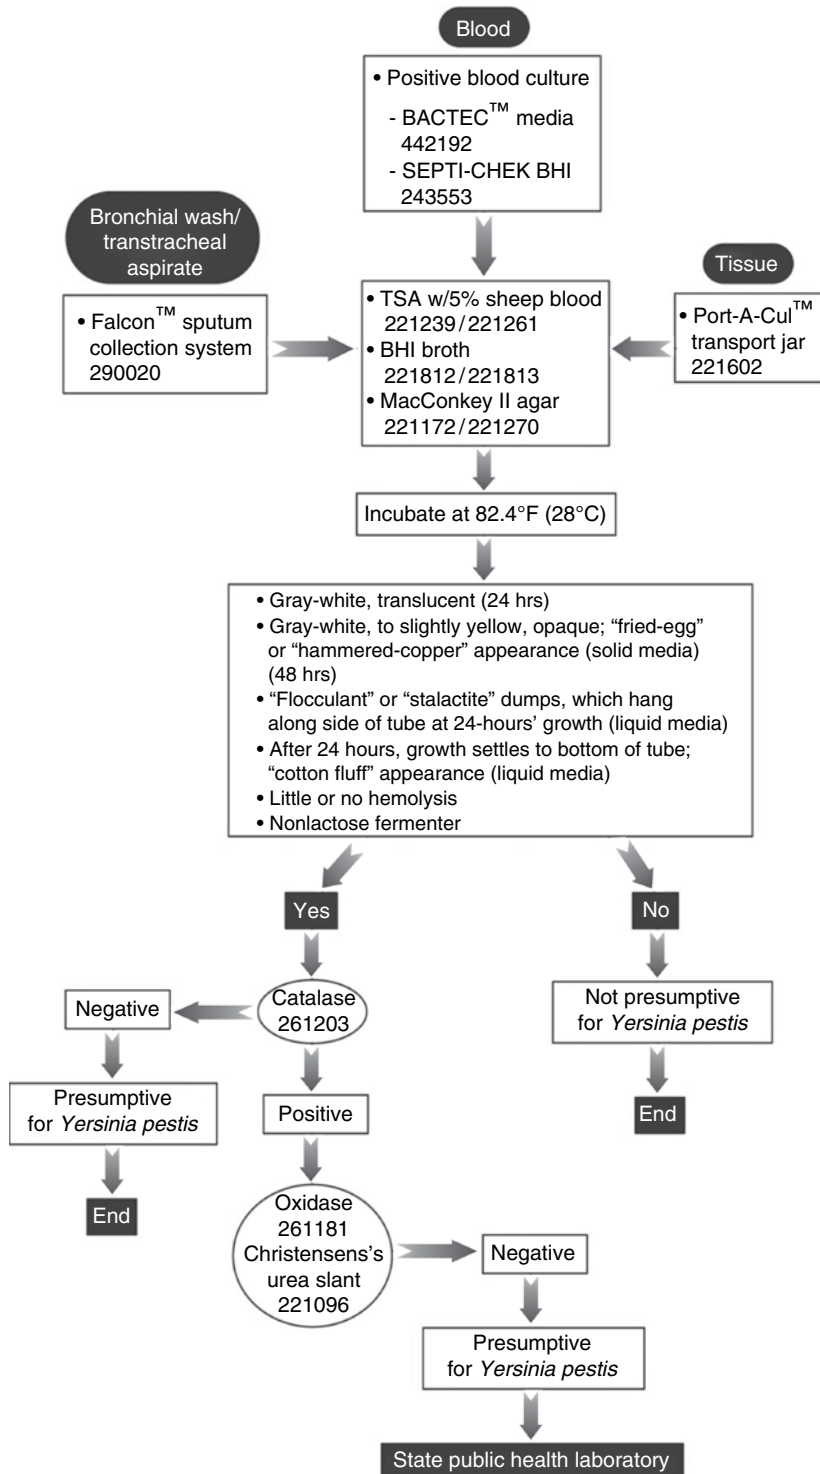 Blood
• Positive blood culture
- BACTEC™ media
442192
- SEPTI-CHEK BHI
243553
Bronchial wash/
transtracheal
aspirate
• Falcon™ sputum
collection system
290020
Tissue
• Port-A-Cul™
transport jar
221602
• TSA w/5% sheep blood
221239/221261
• BHI broth
221812/221813
• MacConkey II agar
221172/221270
Incubate at 82.4°F (28°C)
• Gray-white, translucent (24 hrs)
• Gray-white, to slightly yellow, opaque; “fried-egg”
or “hammered-copper” appearance (solid media)
(48 hrs)
• “Flocculant” or “stalactite” dumps, which hang
along side of tube at 24-hours’ growth (liquid media)
• After 24 hours, growth settles to bottom of tube;
“cotton fluff” appearance (liquid media)
• Little or no hemolysis
• Nonlactose fermenter
Yes
No
Catalase
261203
Negative
Presumptive
for Yersinia pestis
End
Not presumptive
for Yersinia pestis
End
Positive
Oxidase
261181
Christensens’s
urea slant
221096
Negative
Presumptive
for Yersinia pestis
State public health laboratory